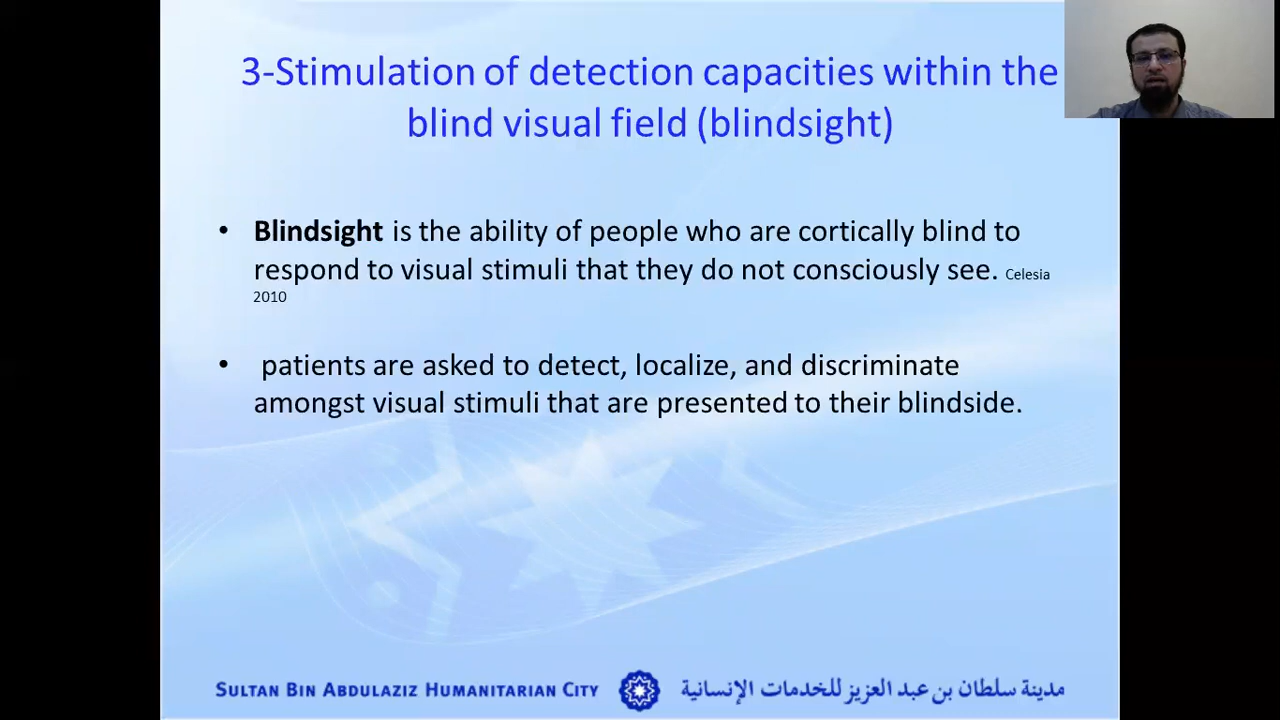 3-Stimulation of detection capacities within the
blind visual field (blindsight)
• Blindsight is the ability of people who are cortically blind to
respond to visual stimuli that they do not consciously see. Celesia
2010
• patients are asked to detect, localize, and discriminate
amongst visual stimuli that are presented to their blindside.
SULTAN BIN ABDULAZIZ HUMANITARIAN CITY
مدينة سلطان بن عبد العزيز للخدمات الإنسانية